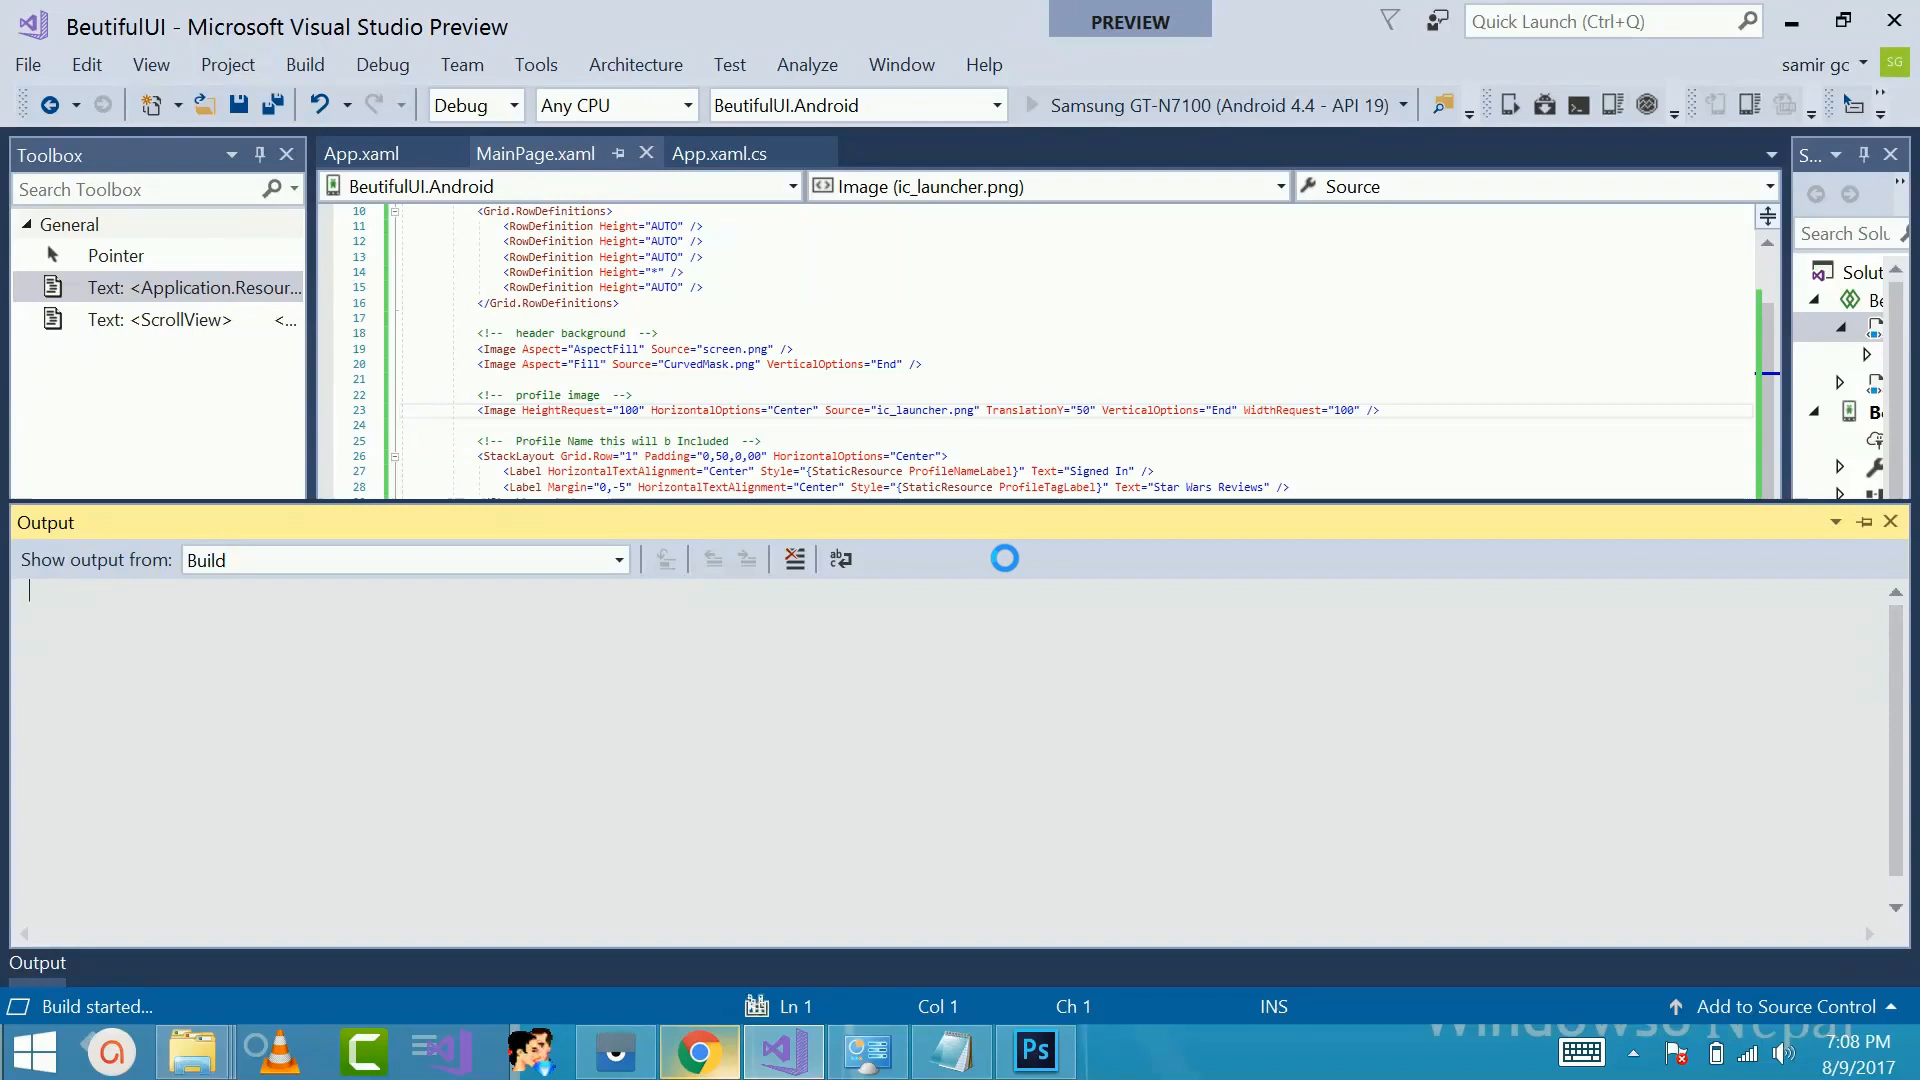 BeutifulUI - Microsoft Visual Studio Preview
PREVIEW
Quick Launch (Ctrl+Q)
File Edit View Project Build Debug Team Tools Architecture Test Analyze Window Help
samir gc SG
Debug Any CPU BeutifulUI.Android Samsung GT-N7100 (Android 4.4 - API 19)
Toolbox
App.xaml MainPage.xaml App.xaml.cs
S...
Search Toolbox
BeutifulUI.Android Image (ic_launcher.png) Source
General
Pointer
Text: <Application.Resour...
Text: <ScrollView> <...
Search Solu
Solut
Be
B
10 <Grid.RowDefinitions>
11 <RowDefinition Height="AUTO" />
12 <RowDefinition Height="AUTO" />
13 <RowDefinition Height="AUTO" />
14 <RowDefinition Height="*" />
15 <RowDefinition Height="AUTO" />
16 </Grid.RowDefinitions>
17
18 <!-- header background -->
19 <Image Aspect="AspectFill" Source="screen.png" />
20 <Image Aspect="Fill" Source="CurvedMask.png" VerticalOptions="End" />
21
22 <!-- profile image -->
23 <Image HeightRequest="100" HorizontalOptions="Center" Source="ic_launcher.png" TranslationY="50" VerticalOptions="End" WidthRequest="100" />
24
25 <!-- Profile Name this will b Included -->
26 <StackLayout Grid.Row="1" Padding="0,50,0,00" HorizontalOptions="Center">
27 <Label HorizontalTextAlignment="Center" Style="{StaticResource ProfileNameLabel}" Text="Signed In" />
28 <Label Margin="0,-5" HorizontalTextAlignment="Center" Style="{StaticResource ProfileTagLabel}" Text="Star Wars Reviews" />
Output
Show output from: Build
Output
Build started... Ln 1 Col 1 Ch 1 INS Add to Source Control
Ps
7:08 PM
8/9/2017